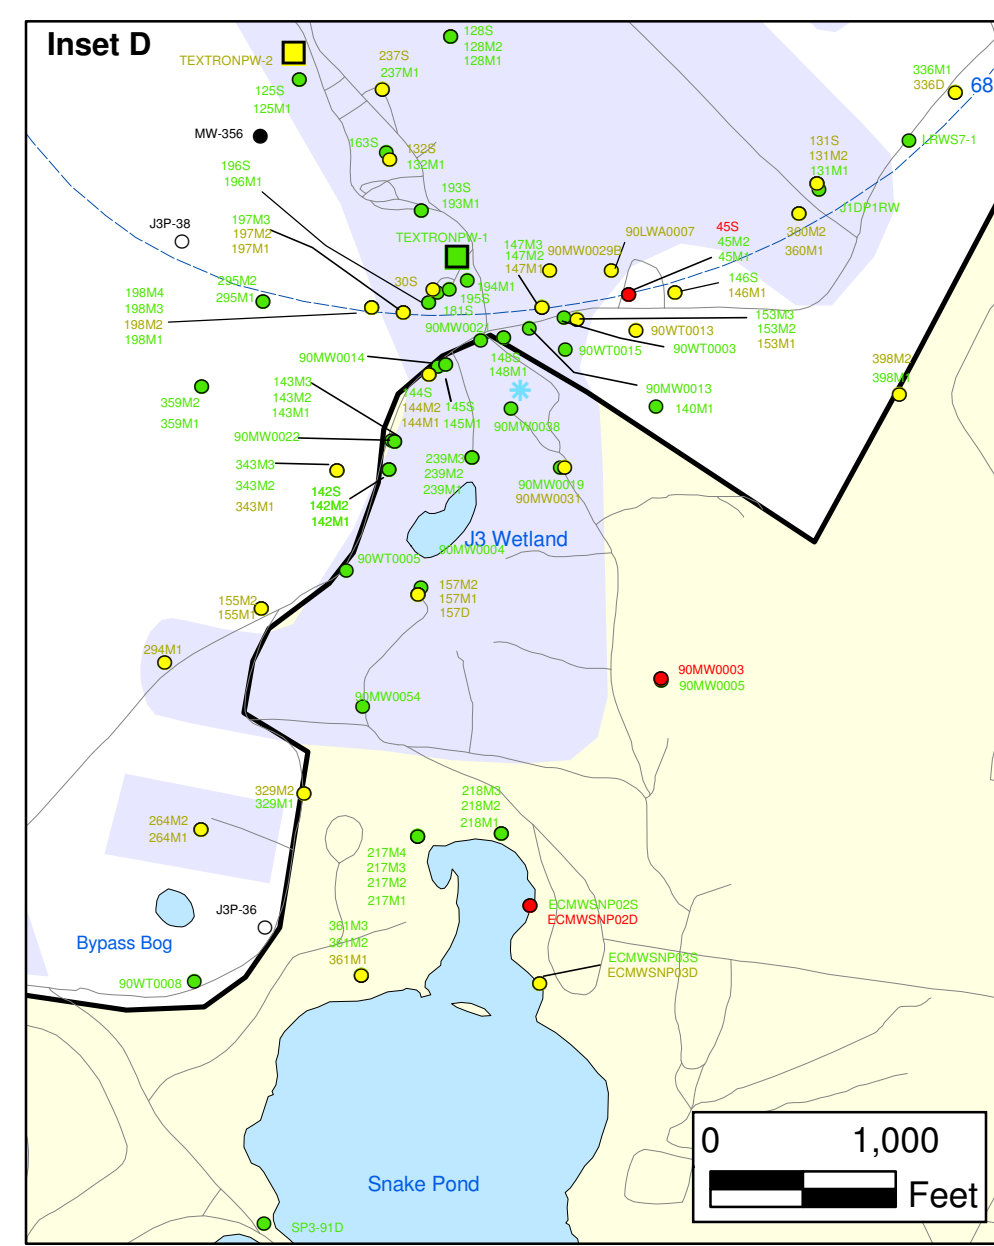 Inset D
TEXTRONPW-2
125S
125M1
237S
237M1
128S
128M2
128M1
336M1
336D
68
MW-356
163S
132S
132M1
131S
131M2
131M1
LRWS7-1
J1DP1RW
196S
196M1
193S
193M1
J3P-38
197M3
197M2
197M1
TEXTRONPW-1
147M3
147M2
147M1
90MW0029B
90LWA0007
45S
45M2
45M1
360M2
360M1
146S
146M1
295M2
295M1
30S
194M1
195S
181S
198M4
198M3
198M2
198M1
90MW0021
153M3
153M2
153M1
90WT0013
90WT0003
90WT0015
90MW0014
148S
148M1
398M2
398M1
143M3
143M2
143M1
144S
144M2
144M1
145S
145M1
90MW0013
140M1
359M2
359M1
90MW0038
90MW0022
343M3
343M2
343M1
142S
142M2
142M1
239M3
239M2
239M1
90MW0019
90MW0031
J3 Wetland
90MW0004
90WT0005
157M2
157M1
157D
155M2
155M1
294M1
90MW0003
90MW0005
90MW0054
329M2
329M1
218M3
218M2
218M1
264M2
264M1
217M4
217M3
217M2
217M1
ECMWSNP02S
ECMWSNP02D
J3P-36
361M3
361M2
361M1
Bypass Bog
ECMWSNP03S
ECMWSNP03D
90WT0008
0 1,000
Feet
Snake Pond
SP3-91D